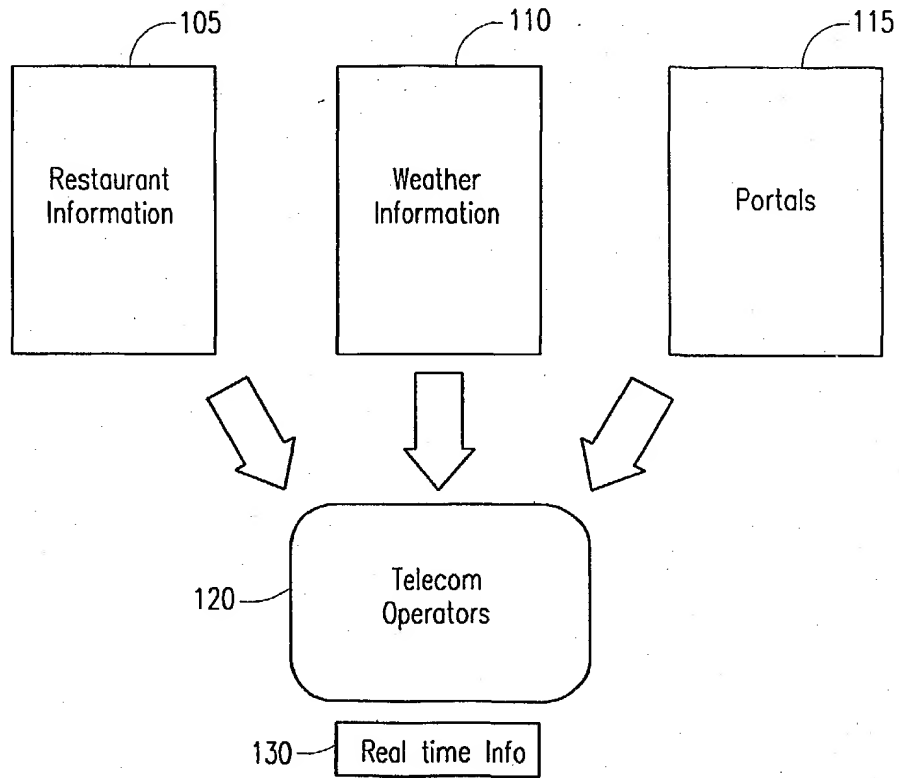 105
110
115
Restaurant
Information
Weather
Information
Portals
120
Telecom
Operators
130
Real time Info